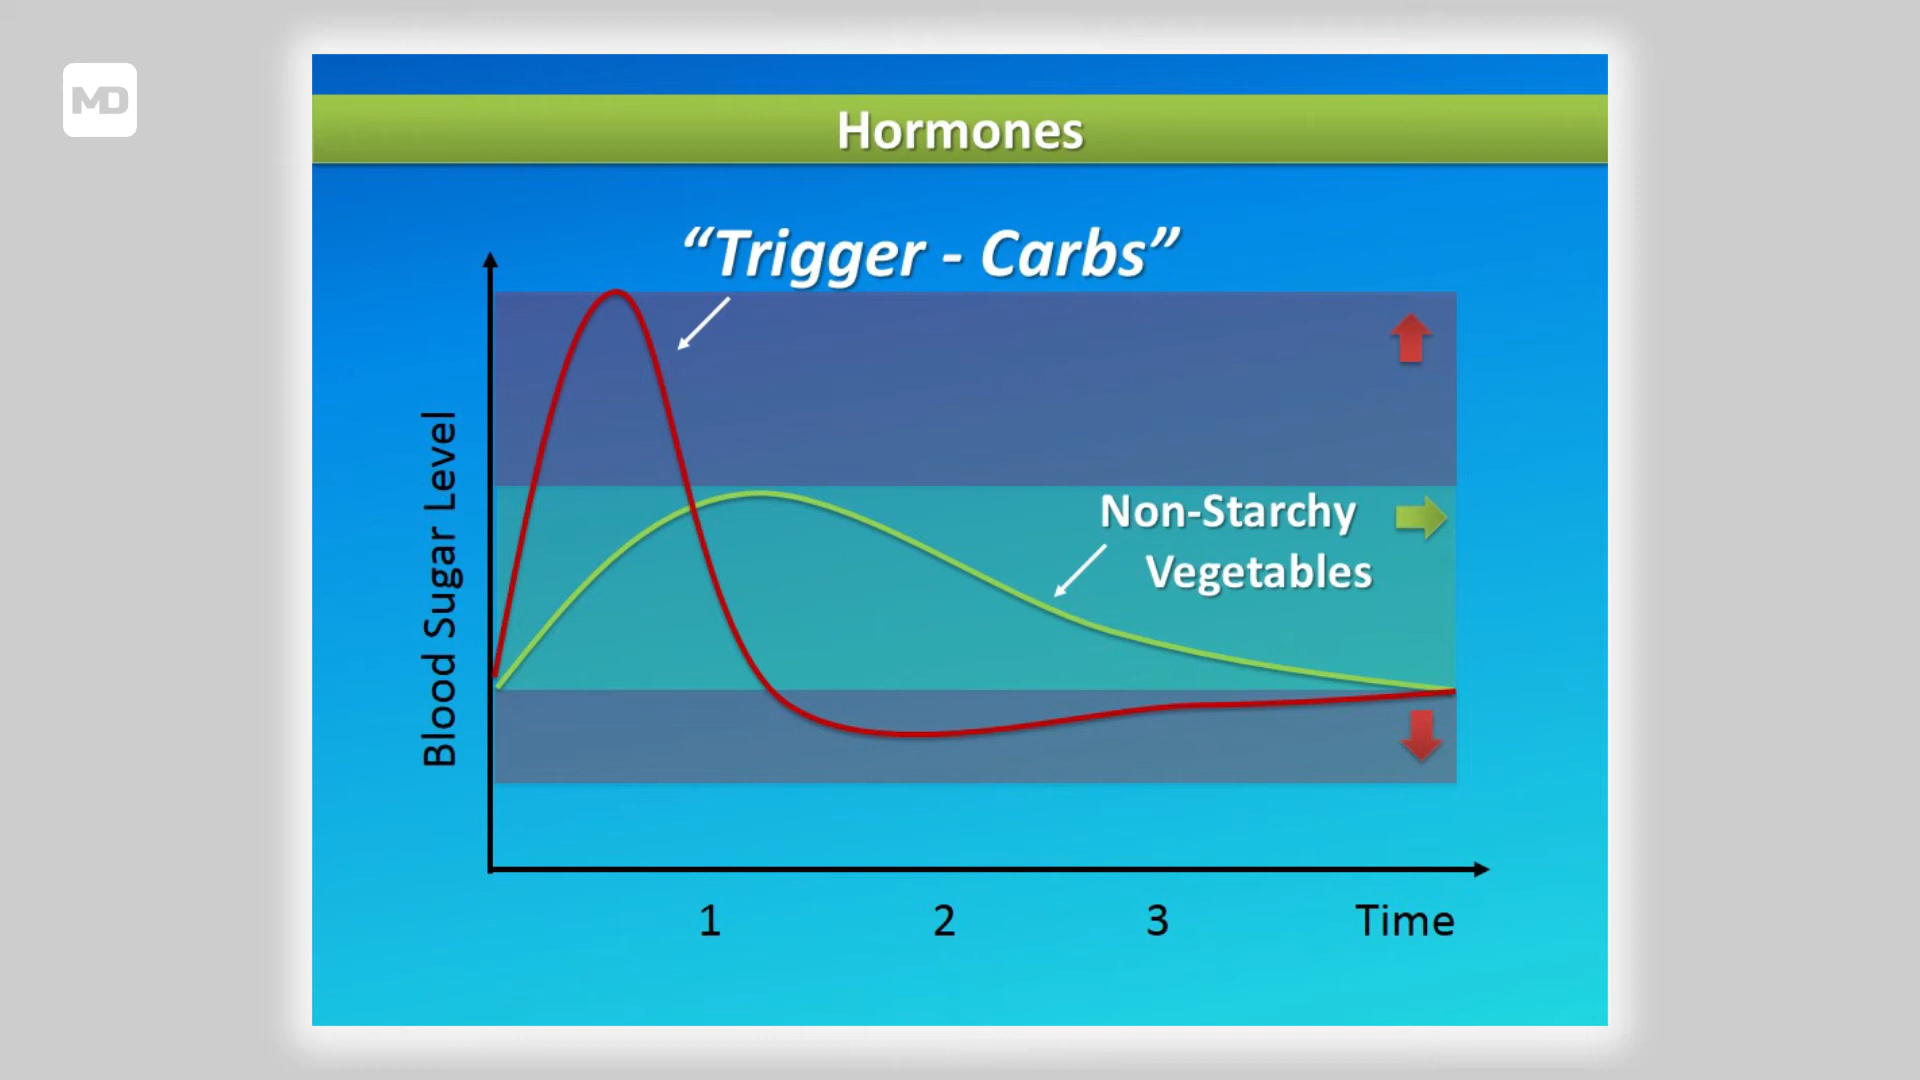 MD
Hormones
“Trigger - Carbs”
Non-Starchy
Vegetables
Blood Sugar Level
1 2 3 Time